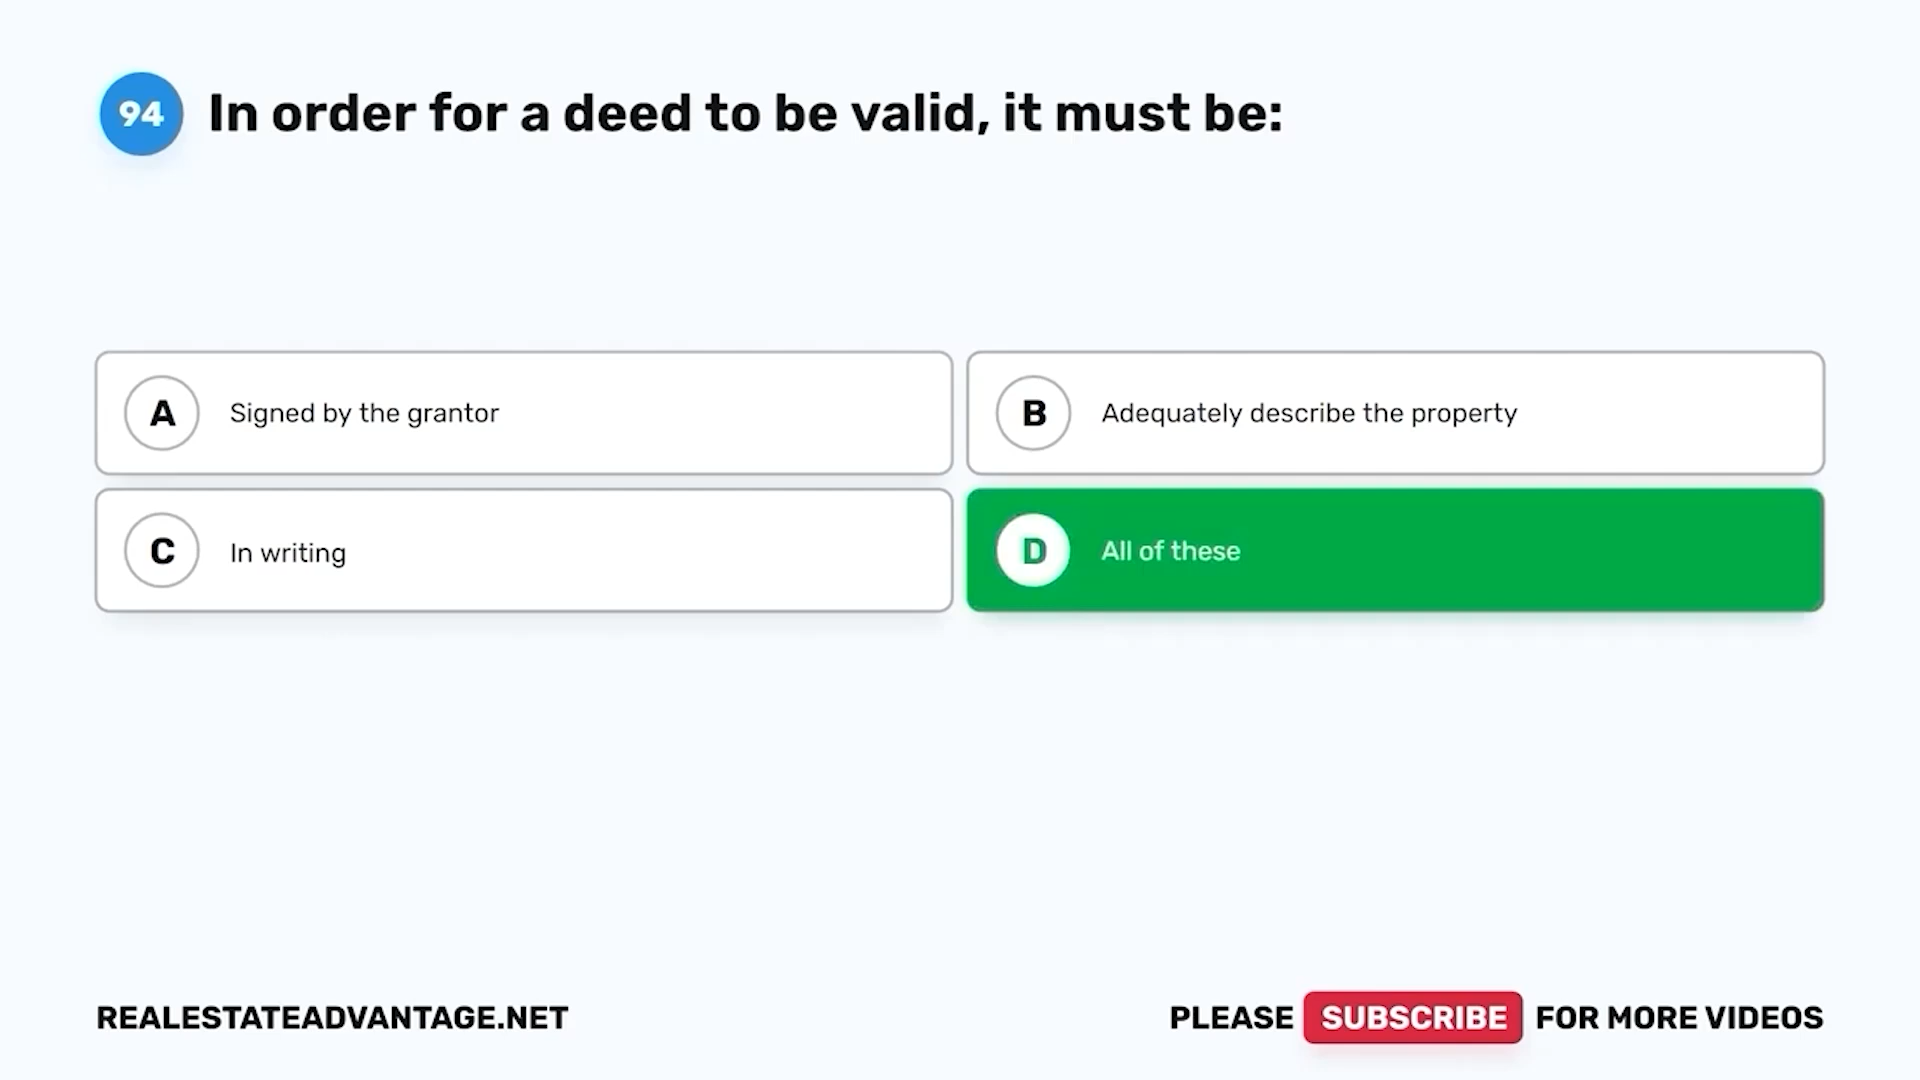 94 In order for a deed to be valid, it must be:
A Signed by the grantor
B Adequately describe the property
C In writing
D All of these
REALESTATEADVANTAGE.NET
PLEASE SUBSCRIBE FOR MORE VIDEOS